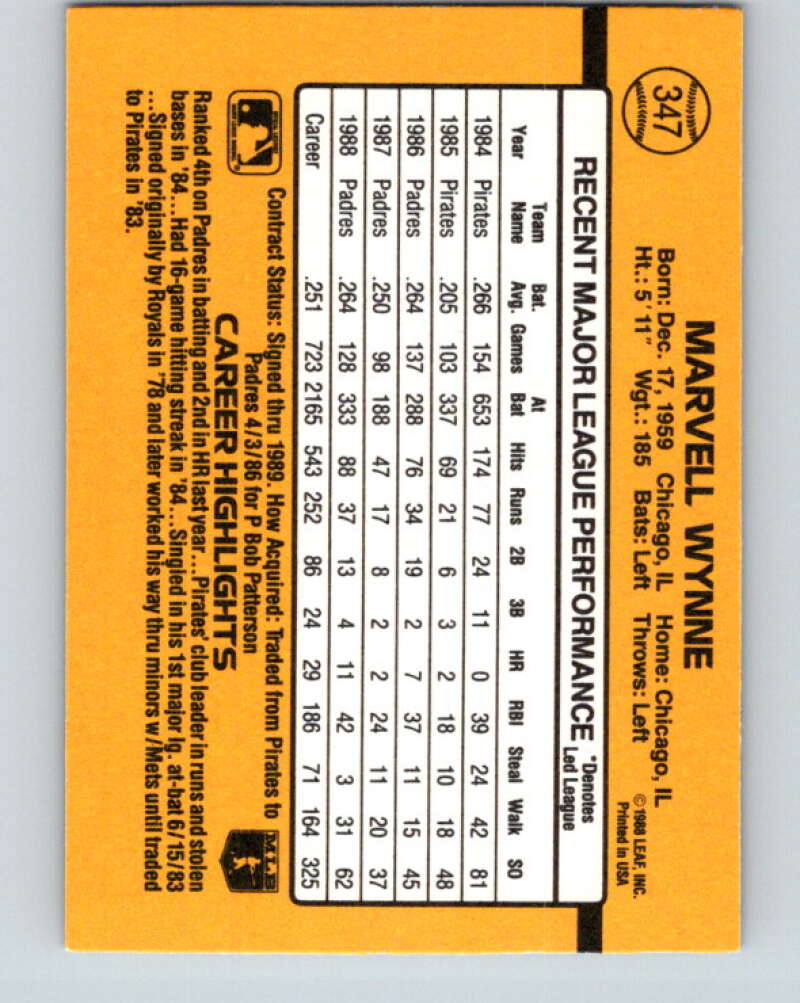 347
MARVELL WYNNE
Born: Dec. 17, 1959 Chicago, IL Home: Chicago, IL
Ht.: 5' 11" Wgt.: 185 Bats: Left Throws: Left
©1988 LEAF, INC.
Printed in USA
RECENT MAJOR LEAGUE PERFORMANCE *Denotes Led League
Year Team Name Bat. Avg. Games At Bat Hits Runs 2B 3B HR RBI Steal Walk SO
1984 Pirates .266 154 653 174 77 24 11 0 39 24 42 81
1985 Pirates .205 103 337 69 21 6 3 2 18 10 18 48
1986 Padres .264 137 288 76 34 19 2 7 37 11 15 45
1987 Padres .250 98 188 47 17 8 2 2 24 11 20 37
1988 Padres .264 128 333 88 37 13 4 11 42 3 31 62
Career .251 723 2165 543 252 86 24 29 186 71 164 325
Contract Status: Signed thru 1989. How Acquired: Traded from Pirates to
Padres 4/3/86 for P Bob Patterson
MLB
CAREER HIGHLIGHTS
Ranked 4th on Padres in batting and 2nd in HR last year...Pirates' club leader in runs and stolen
bases in '84...Had 16-game hitting streak in '84...Singled in his 1st major lg. at-bat 6/15/83
...Signed originally by Royals in '78 and later worked his way thru minors w/Mets until traded
to Pirates in '83.